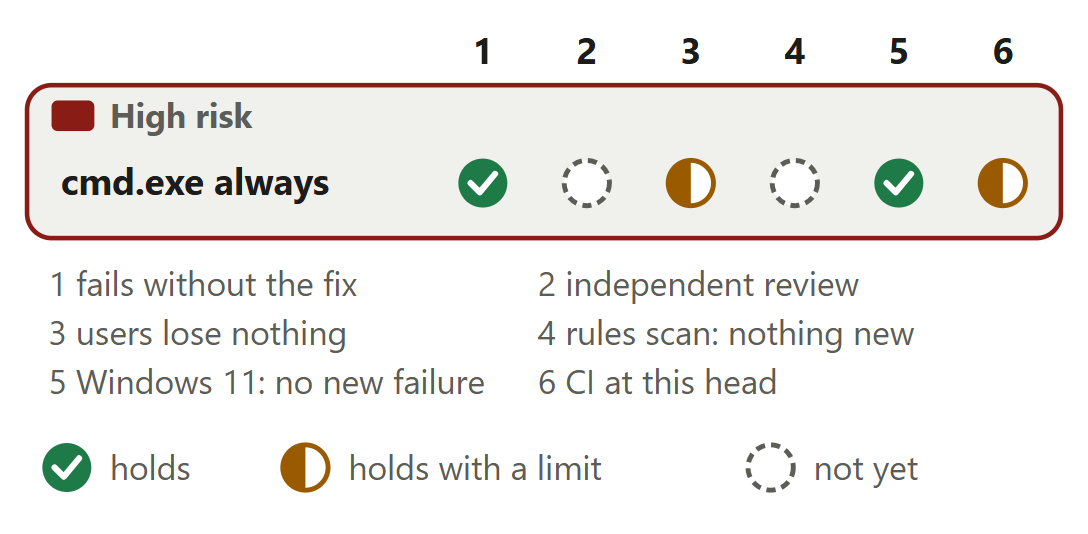 1 2 3 4 5 6
High risk
cmd.exe always
1 fails without the fix
2 independent review
3 users lose nothing
4 rules scan: nothing new
5 Windows 11: no new failure
6 CI at this head
holds
holds with a limit
not yet